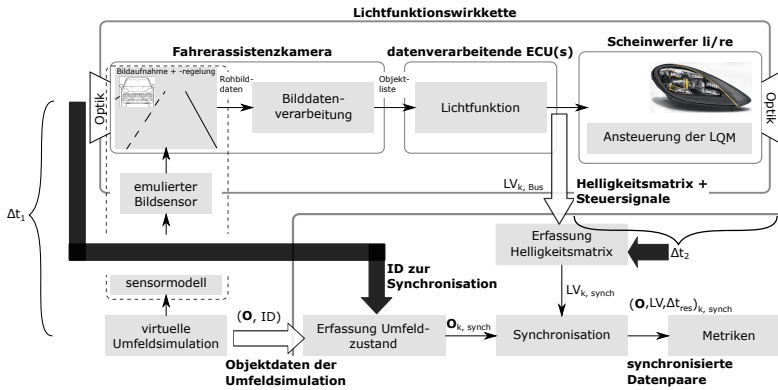 Lichtfunktionswirkkette
Fahrerassistenzkamera
datenverarbeitende ECU(s)
Scheinwerfer li/re
Bildaufnahme + -regelung
Optik
Rohbild-
daten
Bilddaten-
verarbeitung
Objekt-
liste
Lichtfunktion
Ansteuerung der LQM
Optik
emulierter
Bildsensor
LVk, Bus
Helligkeitsmatrix +
Steuersignale
Δt1
Erfassung
Helligkeitsmatrix
Δt2
ID zur
Synchronisation
sensormodell
LVk, synch
virtuelle
Umfeldsimulation
(O, ID)
Erfassung Umfeld-
zustand
Ok, synch
Synchronisation
(O,LV,Δtres)k, synch
Metriken
Objektdaten der
Umfeldsimulation
synchronisierte
Datenpaare